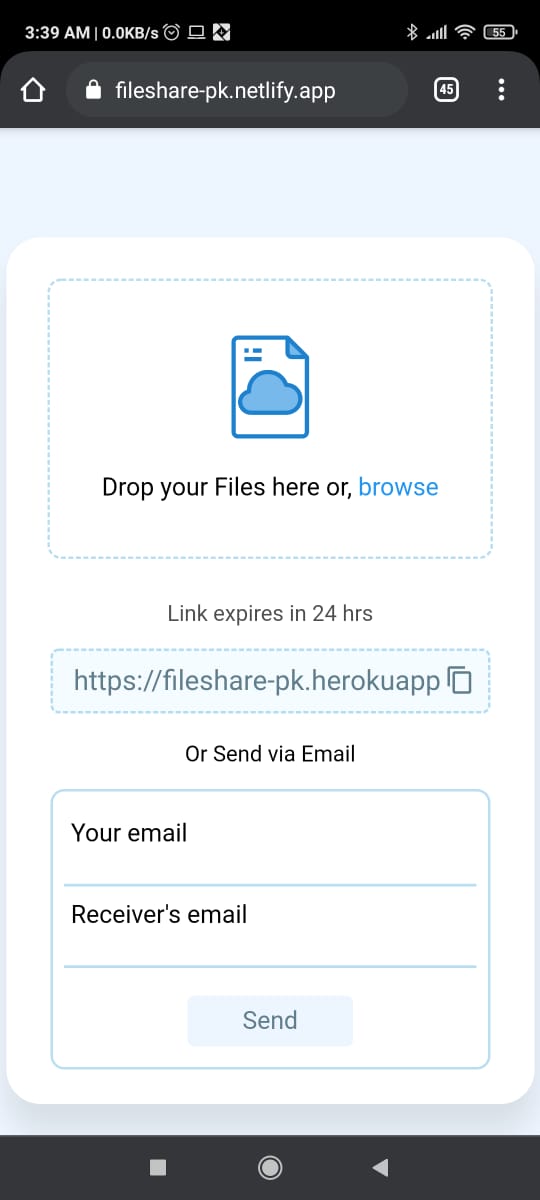 3:39 AM | 0.0KB/s
55
fileshare-pk.netlify.app
45
Drop your Files here or, browse
Link expires in 24 hrs
https://fileshare-pk.herokuapp
Or Send via Email
Your email
Receiver's email
Send